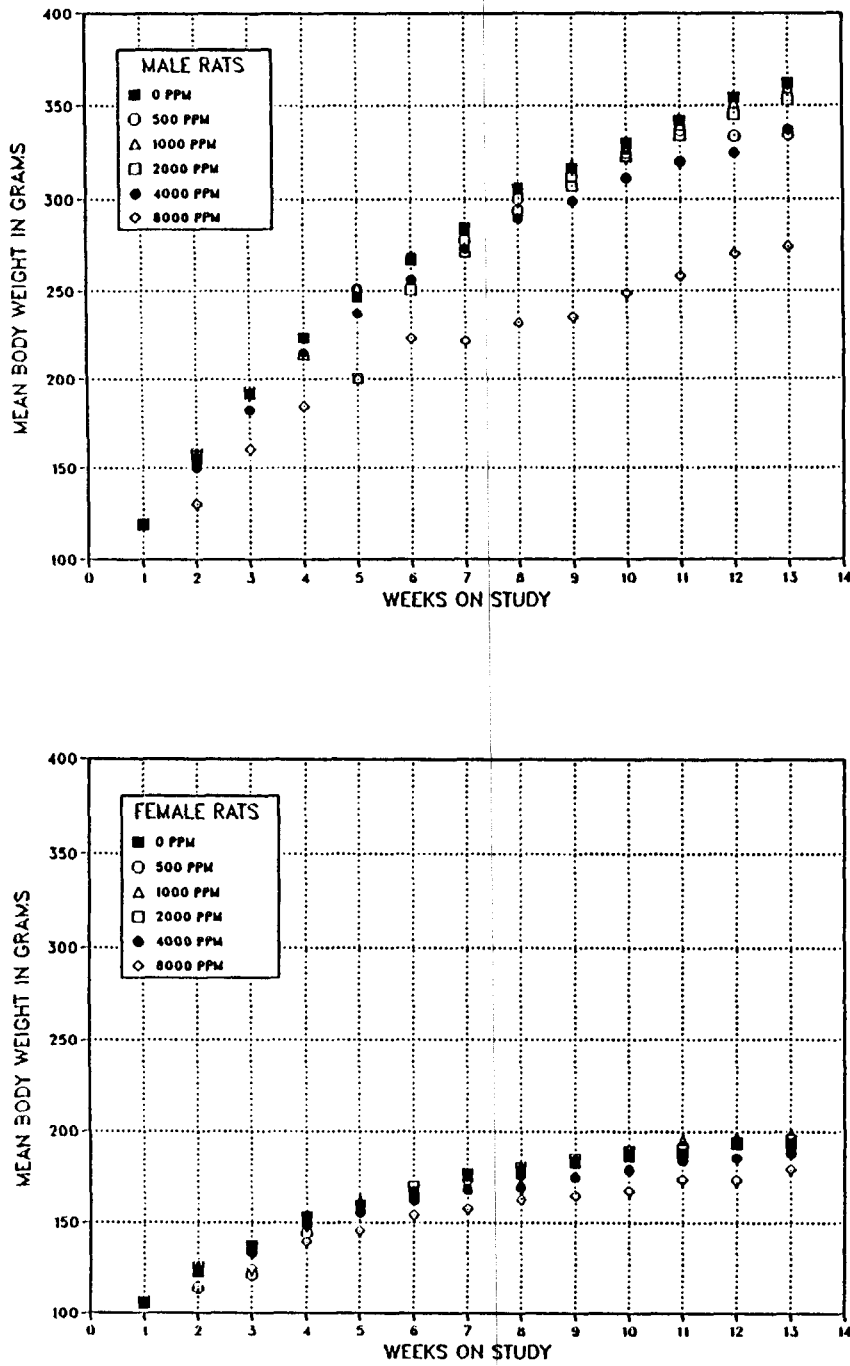 400
350
300
250
200
150
100
MEAN BODY WEIGHT IN GRAMS
MALE RATS
0 PPM
500 PPM
1000 PPM
2000 PPM
4000 PPM
8000 PPM
0 1 2 3 4 5 6 7 8 9 10 11 12 13 14
WEEKS ON STUDY
400
350
300
250
200
150
100
MEAN BODY WEIGHT IN GRAMS
FEMALE RATS
0 PPM
500 PPM
1000 PPM
2000 PPM
4000 PPM
8000 PPM
0 1 2 3 4 5 6 7 8 9 10 11 12 13 14
WEEKS ON STUDY